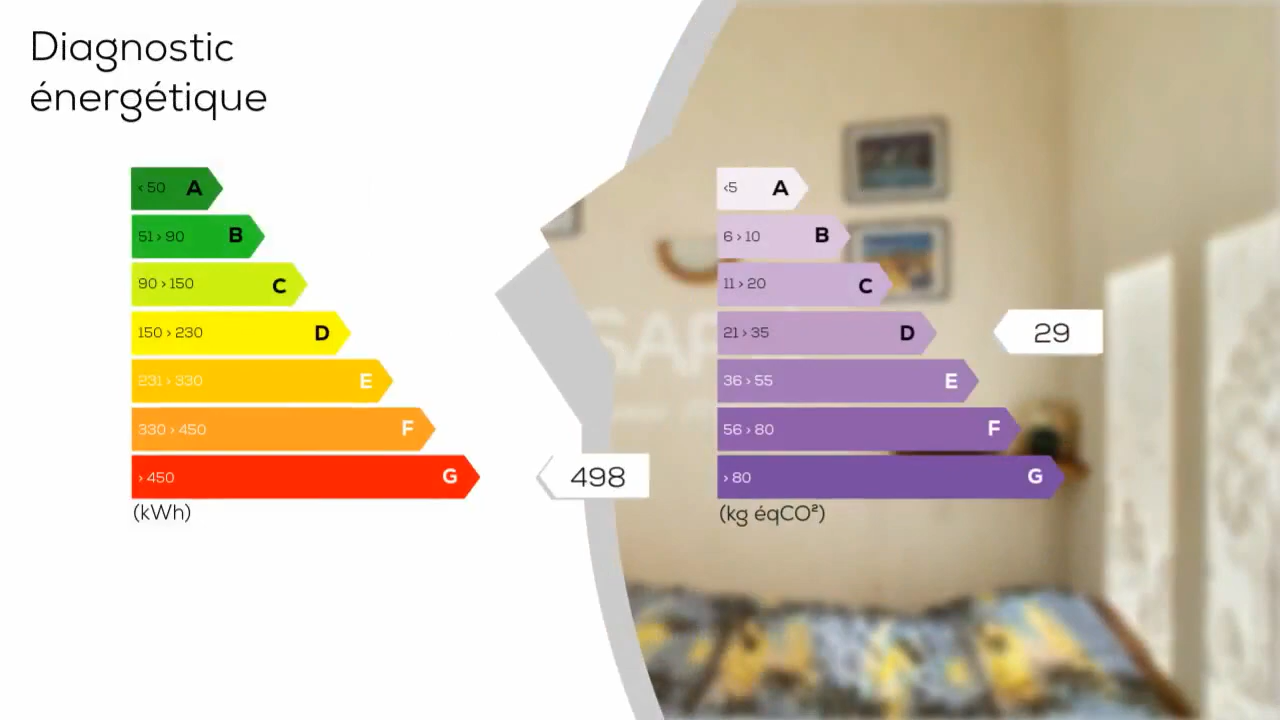 Diagnostic
énergétique
< 50 A
51 > 90 B
90 > 150 C
150 > 230 D
231 > 330 E
330 > 450 F
> 450 G
498
(kWh)
<5 A
6 > 10 B
11 > 20 C
21 > 35 D
29
36 > 55 E
56 > 80 F
> 80 G
(kg éqCO²)